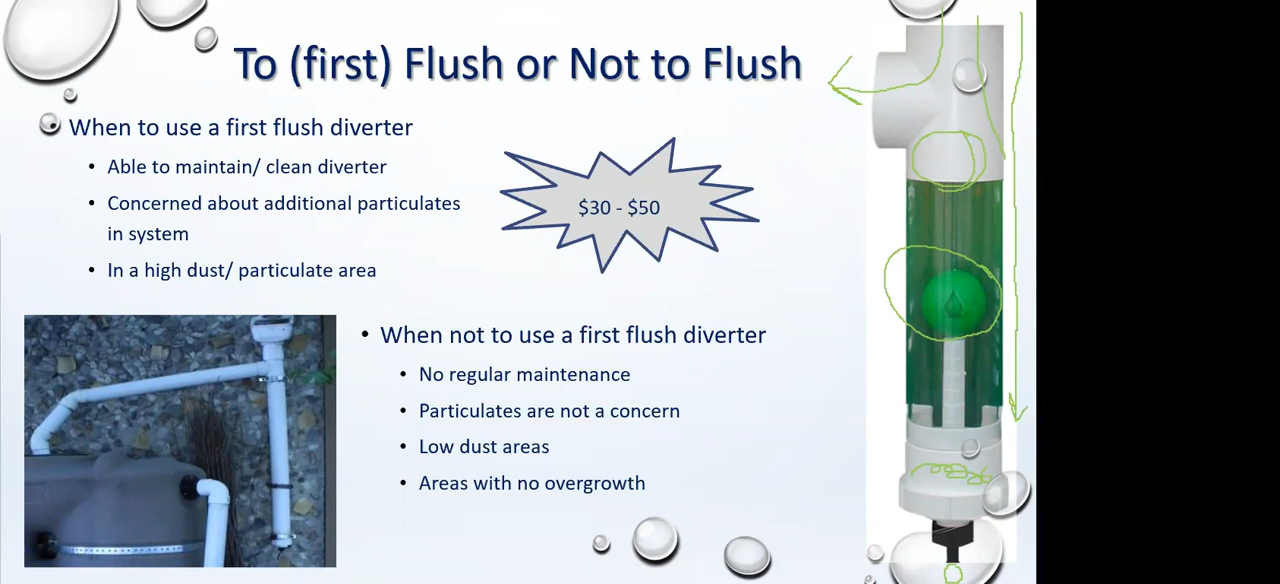 To (first) Flush or Not to Flush
When to use a first flush diverter
Able to maintain/ clean diverter
Concerned about additional particulates
in system
In a high dust/ particulate area
$30 - $50
When not to use a first flush diverter
No regular maintenance
Particulates are not a concern
Low dust areas
Areas with no overgrowth